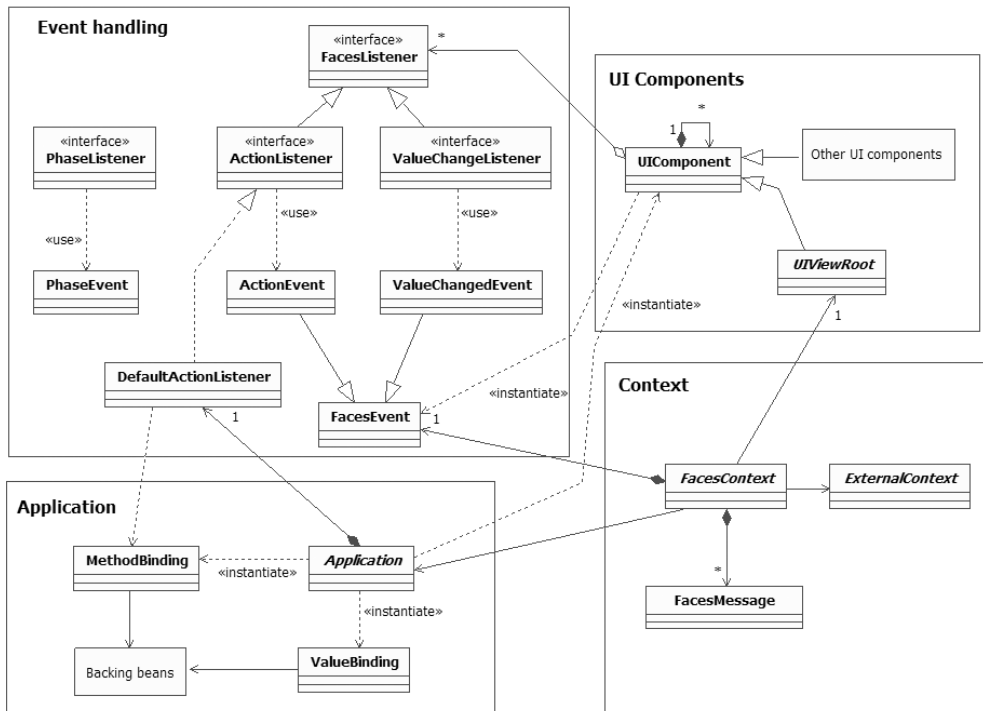 Event handling
«interface»
FacesListener
*
«interface»
PhaseListener
«interface»
ActionListener
«interface»
ValueChangeListener
«use»
«use»
«use»
PhaseEvent
ActionEvent
ValueChangedEvent
DefaultActionListener
1
FacesEvent
1
«instantiate»
UI Components
*
1
UIComponent
Other UI components
UIViewRoot
«instantiate»
1
Context
FacesContext
ExternalContext
*
FacesMessage
Application
MethodBinding
«instantiate»
Application
«instantiate»
Backing beans
ValueBinding